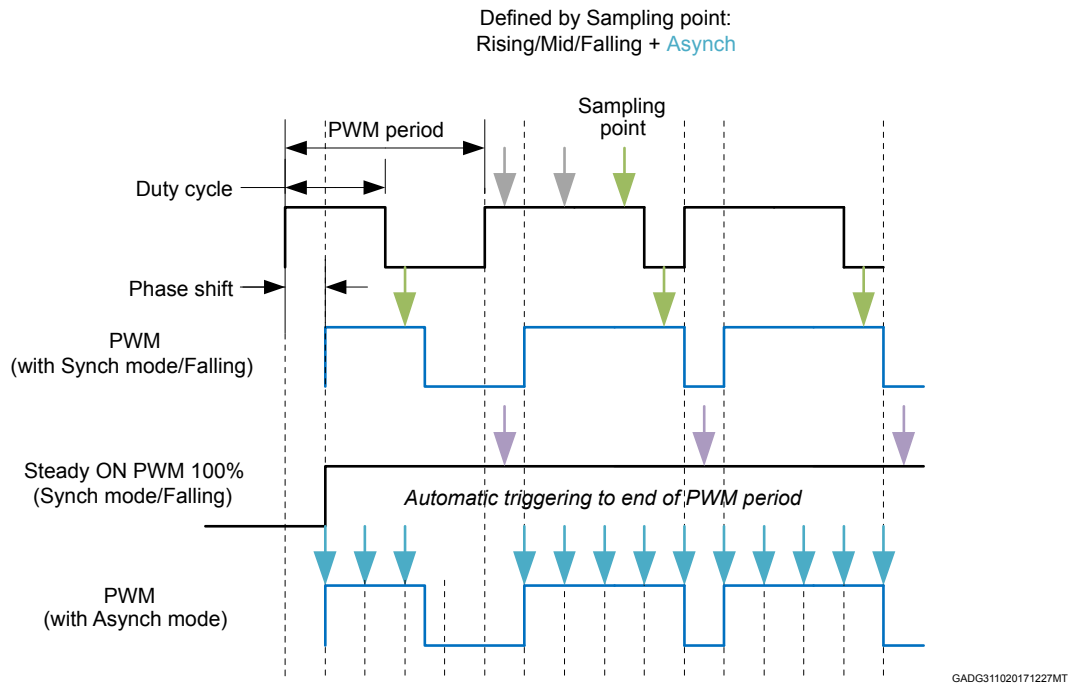 Defined by Sampling point:
Rising/Mid/Falling + Asynch
Sampling
point
PWM period
Duty cycle
Phase shift
PWM
(with Synch mode/Falling)
Steady ON PWM 100%
(Synch mode/Falling)
Automatic triggering to end of PWM period
PWM
(with Asynch mode)
GADG311020171227MT